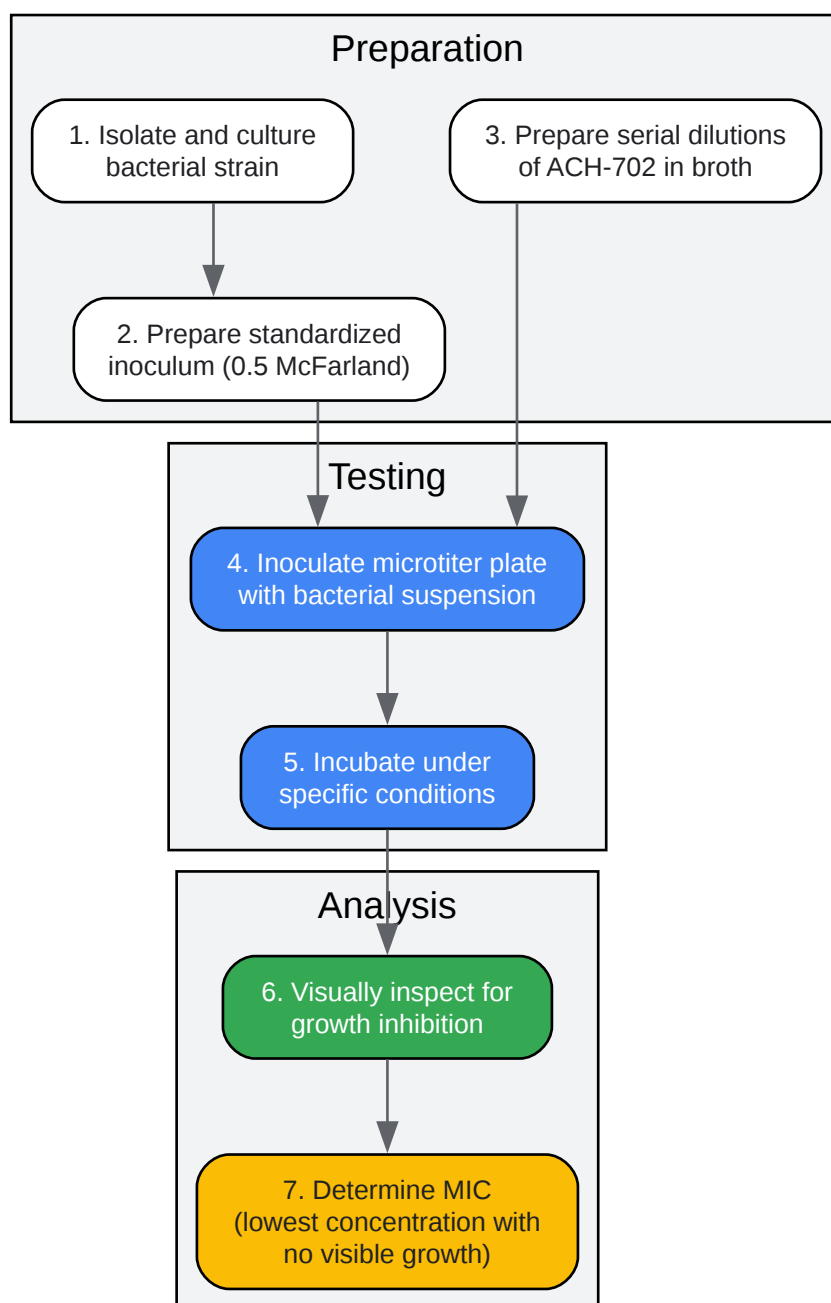 Preparation
1. Isolate and culture
bacterial strain
3. Prepare serial dilutions
of ACH-702 in broth
2. Prepare standardized
inoculum (0.5 McFarland)
Testing
4. Inoculate microtiter plate
with bacterial suspension
5. Incubate under
specific conditions
Analysis
6. Visually inspect for
growth inhibition
7. Determine MIC
(lowest concentration with
no visible growth)